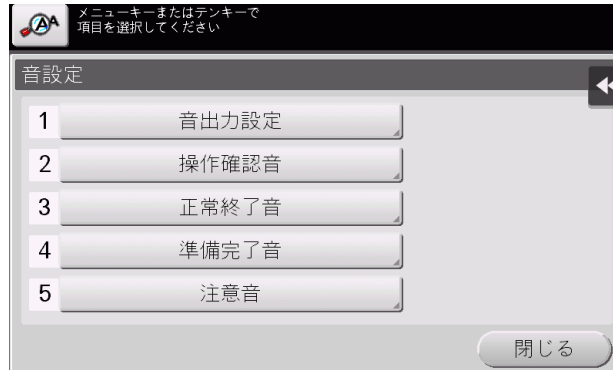 メニューキーまたはテンキーで
項目を選択してください
音設定
1 音出力設定
2 操作確認音
3 正常終了音
4 準備完了音
5 注意音
閉じる